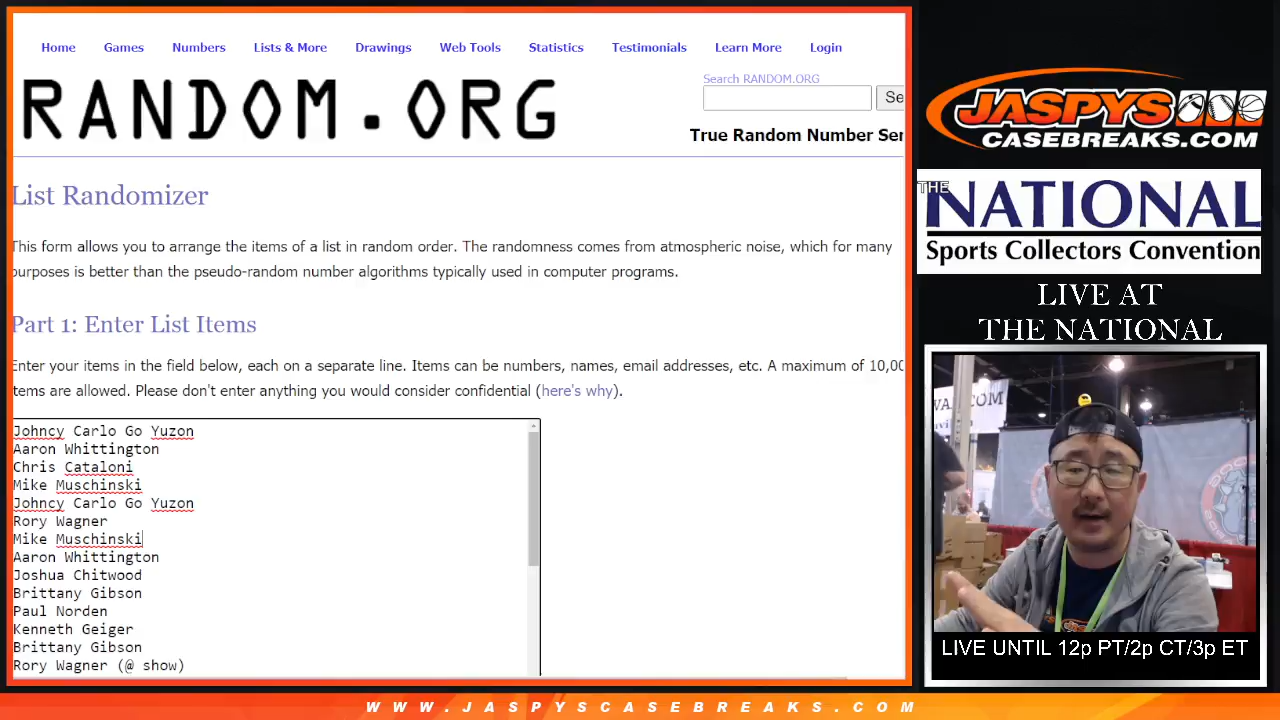 Home Games Numbers Lists & More Drawings Web Tools Statistics Testimonials Learn More Login
RANDOM.ORG
Search RANDOM.ORG
Se
True Random Number Ser
List Randomizer
This form allows you to arrange the items of a list in random order. The randomness comes from atmospheric noise, which for many
purposes is better than the pseudo-random number algorithms typically used in computer programs.
Part 1: Enter List Items
Enter your items in the field below, each on a separate line. Items can be numbers, names, email addresses, etc. A maximum of 10,00
items are allowed. Please don't enter anything you would consider confidential (here's why).
Johncy Carlo Go Yuzon
Aaron Whittington
Chris Cataloni
Mike Muschinski
Johncy Carlo Go Yuzon
Rory Wagner
Mike Muschinski
Aaron Whittington
Joshua Chitwood
Brittany Gibson
Paul Norden
Kenneth Geiger
Brittany Gibson
Rory Wagner (@ show)
JASPYS
CASEBREAKS.COM
THE
NATIONAL
Sports Collectors Convention
LIVE AT
THE NATIONAL
LIVE UNTIL 12p PT/2p CT/3p ET
WWW.JASPYSCASEBREAKS.COM